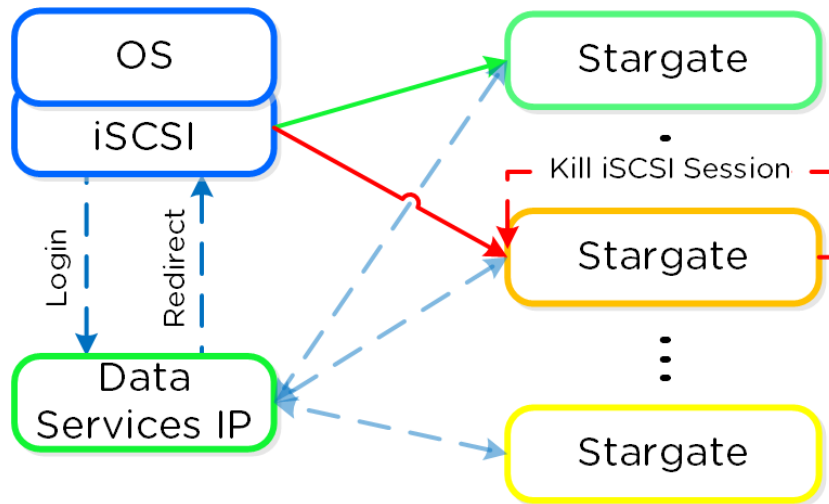 OS
iSCSI
Login
Redirect
Data
Services IP
Stargate
Kill iSCSI Session
Stargate
Stargate